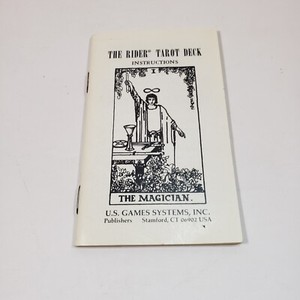 THE RIDER® TAROT DECK
INSTRUCTIONS
I
THE MAGICIAN.
U.S. GAMES SYSTEMS, INC.
Publishers Stamford, CT 06902 USA